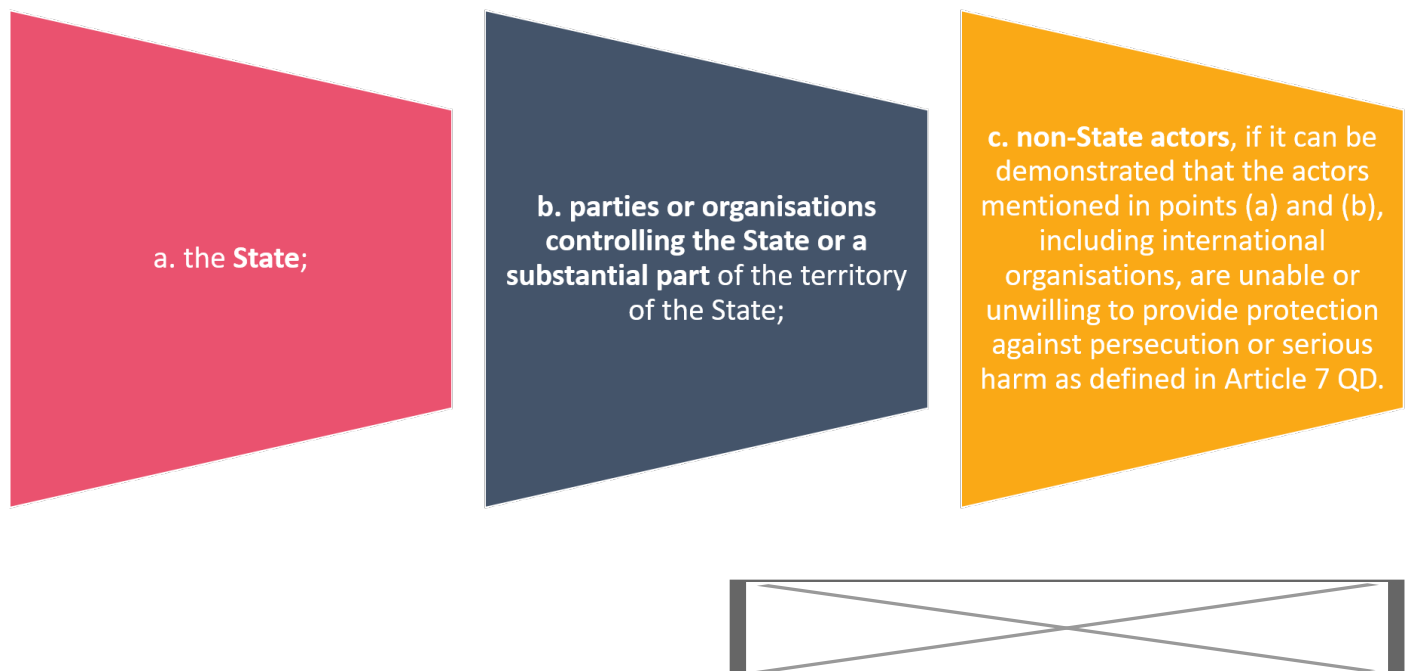 a. the State;
b. parties or organisations
controlling the State or a
substantial part of the territory
of the State;
c. non-State actors, if it can be
demonstrated that the actors
mentioned in points (a) and (b),
including international
organisations, are unable or
unwilling to provide protection
against persecution or serious
harm as defined in Article 7 QD.